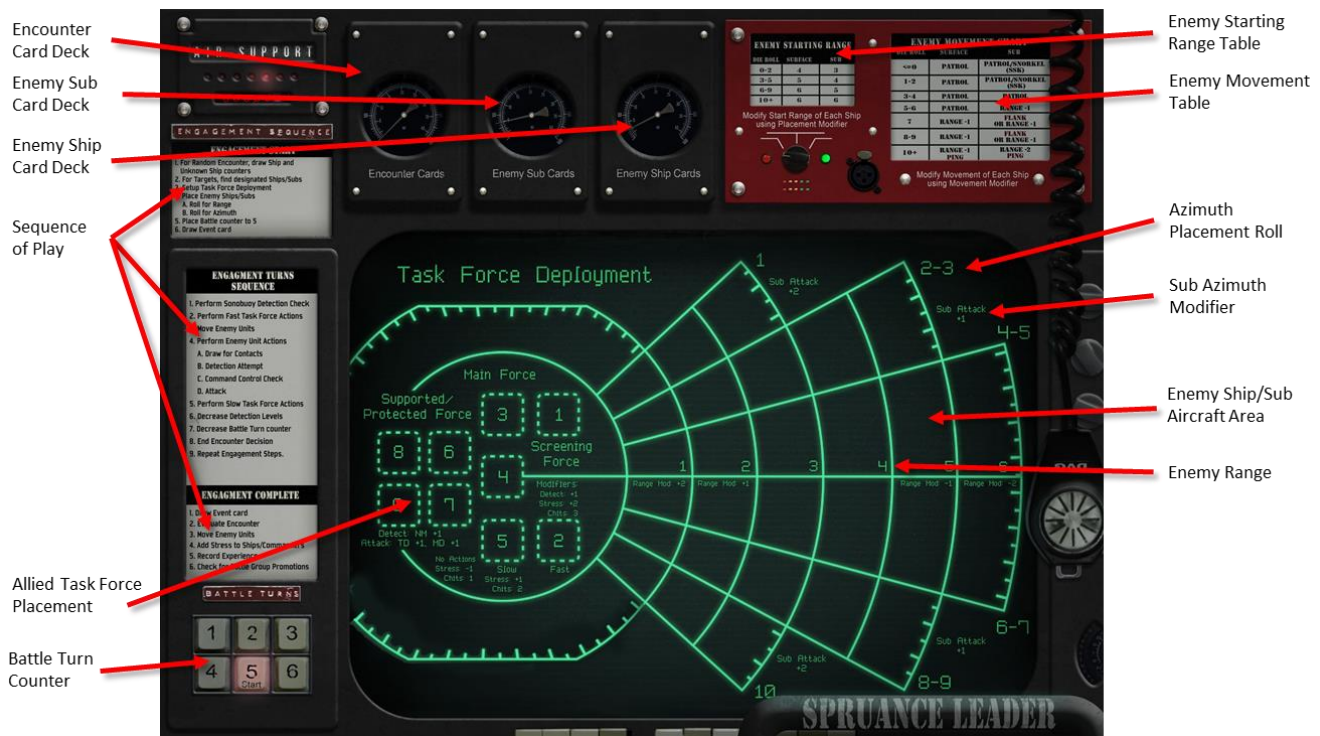 Encounter
Card Deck
Enemy Sub
Card Deck
Enemy Ship
Card Deck
Sequence
of Play
Allied Task Force
Placement
Battle Turn
Counter
AIR SUPPORT
ENGAGEMENT SEQUENCE
1. For Random Encounter, draw Ship and
Unknown Ship counters
2. For Targets, find designated Ships/Subs
Setup Task Force Deployment
Place Enemy Ships/Subs
A. Roll for Range
B. Roll for Azimuth
5. Place Battle counter to 5
6. Draw Event card
ENGAGMENT TURNS
SEQUENCE
1. Perform Sonobuoy Detection Check
2. Perform Fast Task Force Actions
Move Enemy Units
4. Perform Enemy Unit Actions
A. Draw for Contacts
B. Detection Attempt
C. Command Control Check
D. Attack
5. Perform Slow Task Force Actions
6. Decrease Detection Levels
7. Decrease Battle Turn counter
8. End Encounter Decision
9. Repeat Engagement Steps.
ENGAGMENT COMPLETE
1. Draw Event card
2. Evaluate Encounter
3. Move Enemy Units
4. Add Stress to Ships/Commanders
5. Record Experience
6. Check for Battle Group Promotions
BATTLE TURNS
1 2 3
4 5 6
Start
Encounter Cards
Enemy Sub Cards
Enemy Ship Cards
ENEMY STARTING RANGE
DIE ROLL SURFACE SUB
0-2 4 3
3-5 5 4
6-9 6 5
10+ 6 6
Modify Start Range of Each Ship
using Placement Modifier
ENEMY MOVEMENT CHART
DIE ROLL SURFACE SUB
<=0 PATROL PATROL/SNORKEL
(SSK)
1-2 PATROL PATROL/SNORKEL
(SSK)
3-4 PATROL PATROL
5-6 PATROL RANGE -1
7 RANGE -1 FLANK
OR RANGE -1
8-9 RANGE -1 FLANK
OR RANGE -1
10+ RANGE -1 RANGE -2
PING PING
Modify Movement of Each Ship
using Movement Modifier
Task Force Deployment
Main Force
Supported/
Protected Force
3 1
8 6
Screening
Force
4
7
Modifiers:
Detect: +1
Stress: +2
Chits: 3
Detect: NM +1
Attack: TD +1, HD +1
5 2
No Actions
Stress -1
Chits: 1
Slow
Stress: +1
Chits: 2
Fast
1
Sub Attack
+2
2-3
Sub Attack
+1
4-5
1 2 3 4 5 6
Range Mod +2 Range Mod +1 Range Mod -1 Range Mod -2
6-7
Sub Attack
+1
8-9
Sub Attack
+2
10
SPRUANCE LEADER
Enemy Starting
Range Table
Enemy Movement
Table
Azimuth
Placement Roll
Sub Azimuth
Modifier
Enemy Ship/Sub
Aircraft Area
Enemy Range